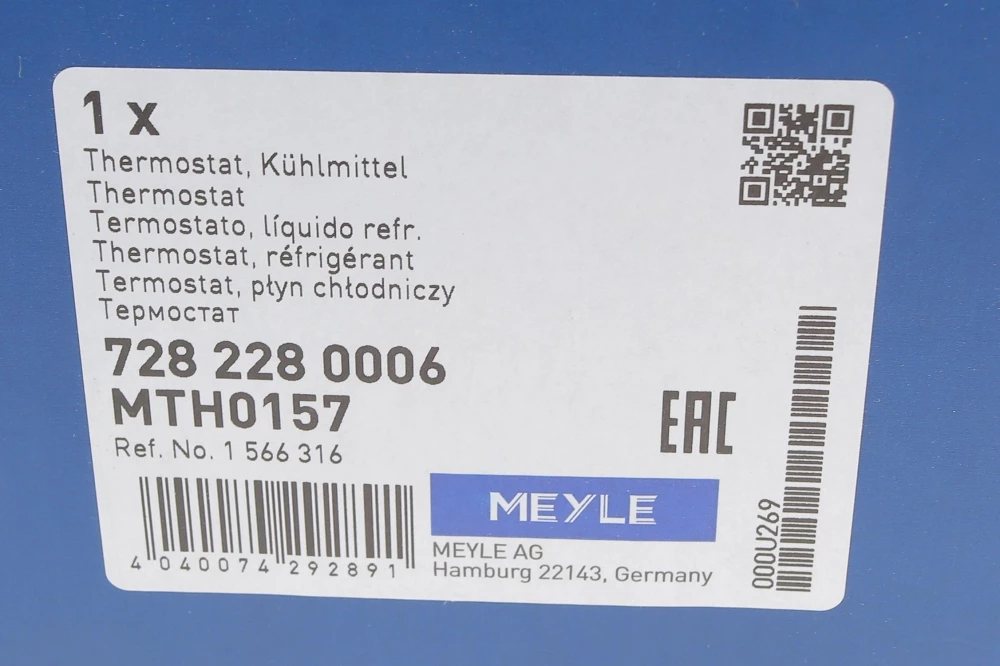 1 x
Thermostat, Kühlmittel
Thermostat
Termostato, líquido refr.
Thermostat, réfrigérant
Termostat, płyn chłodniczy
Термостат
728 228 0006
MTH0157
Ref. No. 1 566 316
EAC
MEYLE
MEYLE AG
Hamburg 22143, Germany
4 040074 292891
000U269